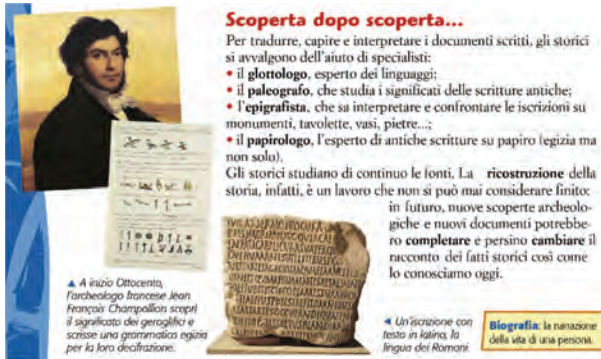 Scoperta dopo scoperta...
Per tradurre, capire e interpretare i documenti scritti, gli storici
si avvalgono dell'aiuto di specialisti:
• il glottologo, esperto dei linguaggi;
• il paleografo, che studia i significati delle scritture antiche;
• l'epigrafista, che sa interpretare e confrontare le iscrizioni su
monumenti, tavolette, vasi, pietre...;
• il papirologo, l'esperto di antiche scritture su papiro (egizia ma
non solo).
Gli storici studiano di continuo le fonti. La ricostruzione della
storia, infatti, è un lavoro che non si può mai considerare finito:
in futuro, nuove scoperte archeolo-
giche e nuovi documenti potrebbe-
ro completare e persino cambiare il
racconto dei fatti storici così come
lo conosciamo oggi.
▲ A inizio Ottocento,
l'archeologo francese Jean
François Champollion scoprì
il significato dei geroglifici e
scrisse una grammatica egizia
per la loro decifrazione.
◄ Un'iscrizione con
testo in latino, la
lingua dei Romani.
Biografia: la narrazione
della vita di una persona.